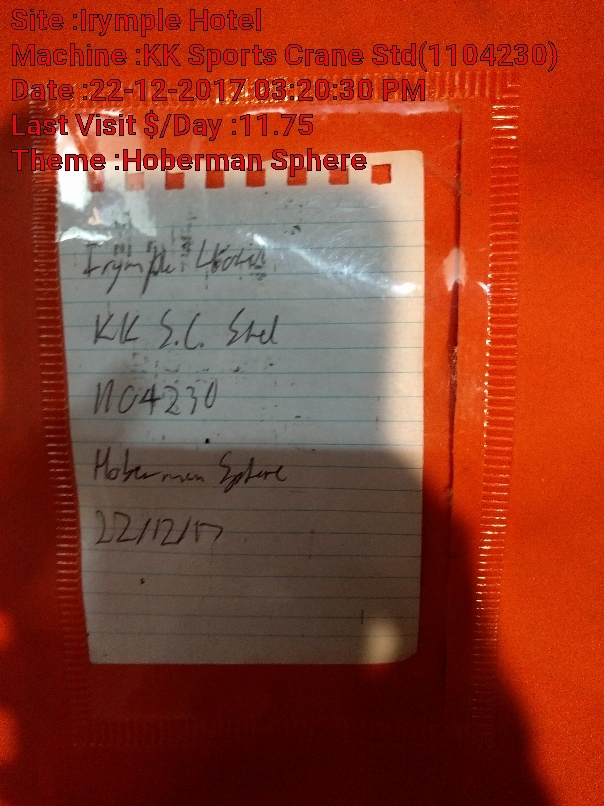 Site :Irymple Hotel
Machine :KK Sports Crane Std(1104230)
Date :22-12-2017 03:20:30 PM
Last Visit $/Day :11.75
Theme :Hoberman Sphere
Irymple Hotel
KK S.C. Std
1104230
Hoberman Sphere
22/12/17